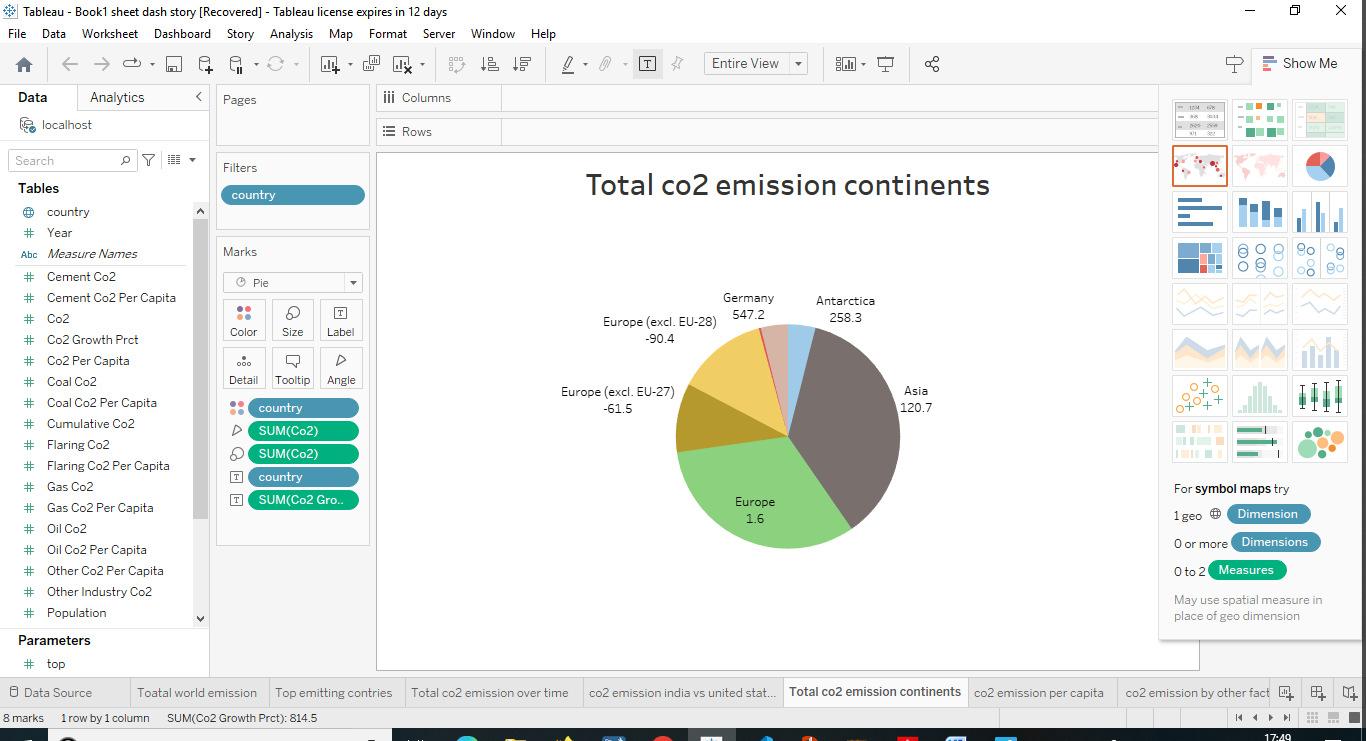 Tableau - Book1 sheet dash story [Recovered] - Tableau license expires in 12 days
File Data Worksheet Dashboard Story Analysis Map Format Server Window Help
Entire View
Show Me
Data Analytics
localhost
Search
Tables
country
Year
Abc Measure Names
Cement Co2
Cement Co2 Per Capita
Co2
Co2 Growth Prct
Co2 Per Capita
Coal Co2
Coal Co2 Per Capita
Cumulative Co2
Flaring Co2
Flaring Co2 Per Capita
Gas Co2
Gas Co2 Per Capita
Oil Co2
Oil Co2 Per Capita
Other Co2 Per Capita
Other Industry Co2
Population
Parameters
top
Pages
Filters
country
Marks
Pie
Color Size Label
Detail Tooltip Angle
country
SUM(Co2)
SUM(Co2)
country
SUM(Co2 Gro..
Columns
Rows
Total co2 emission continents
Germany
547.2
Antarctica
258.3
Europe (excl. EU-28)
-90.4
Europe (excl. EU-27)
-61.5
Asia
120.7
Europe
1.6
For symbol maps try
1 geo Dimension
0 or more Dimensions
0 to 2 Measures
May use spatial measure in
place of geo dimension
Data Source Toatal world emission Top emitting contries Total co2 emission over time co2 emission india vs united stat... Total co2 emission continents co2 emission per capita co2 emission by other fact
8 marks 1 row by 1 column SUM(Co2 Growth Prct): 814.5
17:49